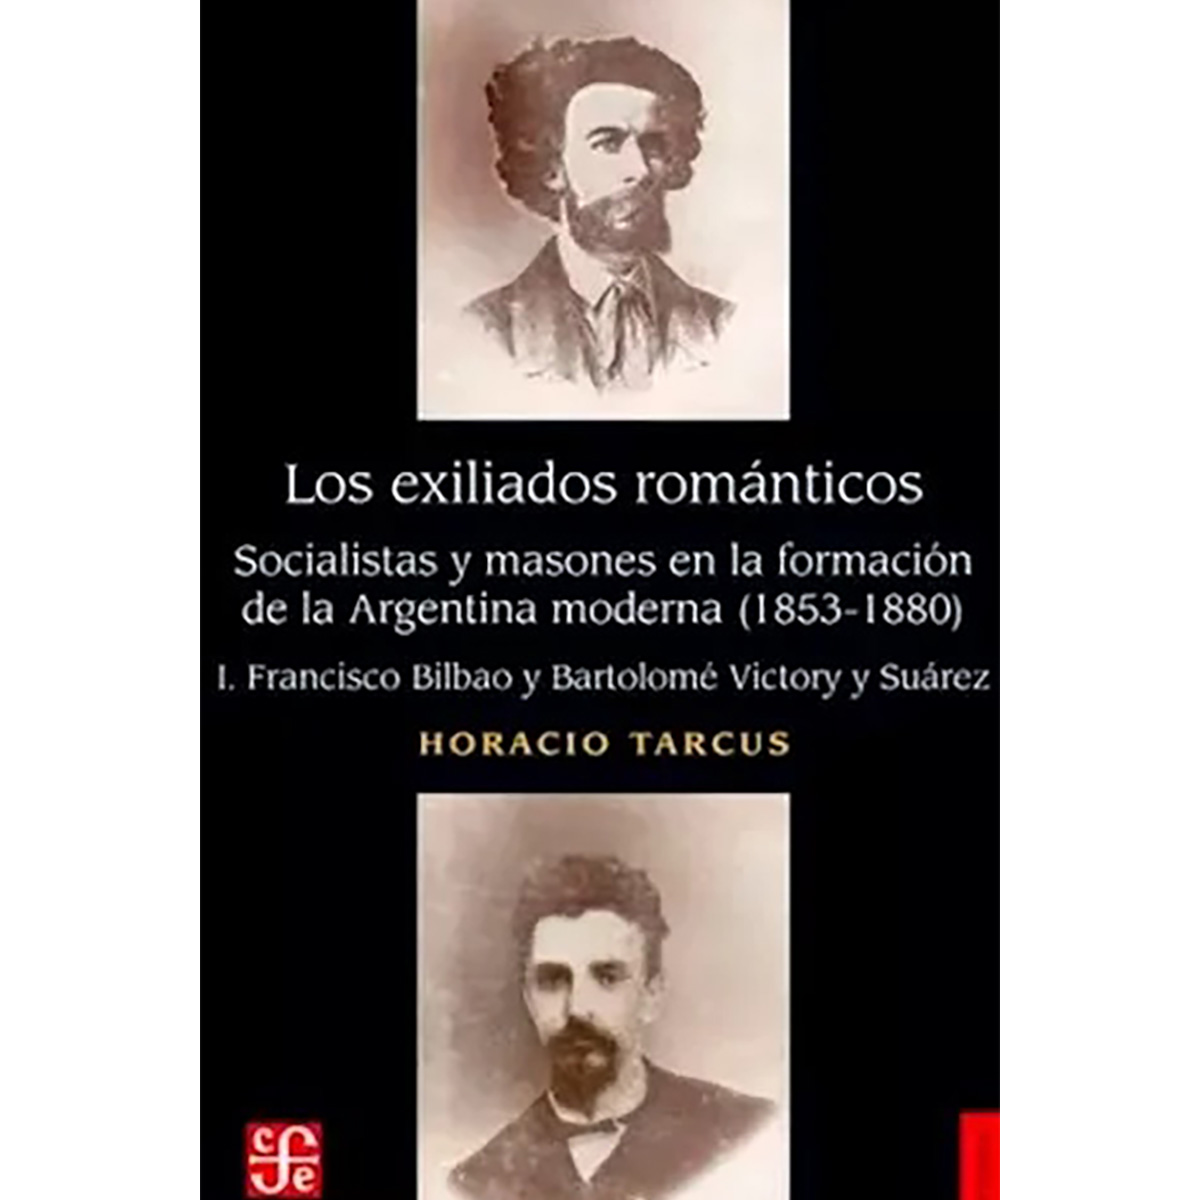 Los exiliados románticos
Socialistas y masones en la formación
de la Argentina moderna (1853-1880)
I. Francisco Bilbao y Bartolomé Victory y Suárez
HORACIO TARCUS
cfe